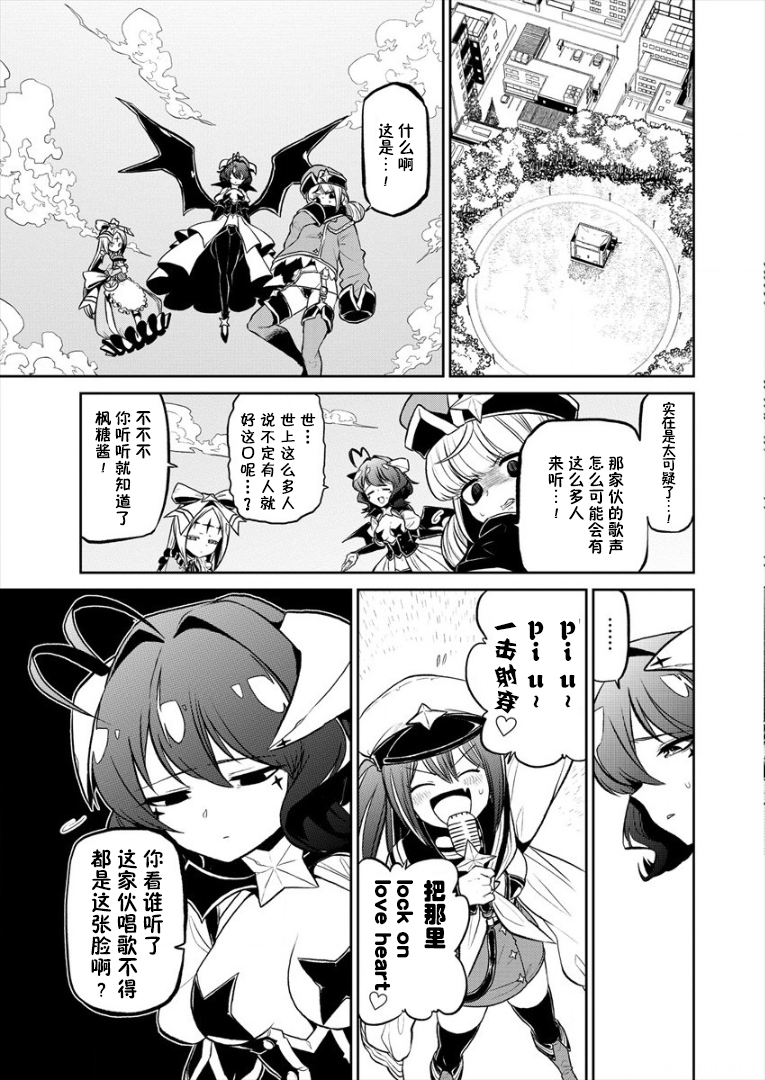 什么啊
这是…！
实在是太可疑了…！
那家伙的歌声
怎么可能会有
这么多人
来听…！
世…
世上这么多人
说不定有人就
好这口呢…？
不不不
你听听就知道了
枫糖酱！
……
piu~
piu~
一击射穿♡
把那里
lock on
love heart♡
你看谁听了
这家伙唱歌不得
都是这张脸啊？